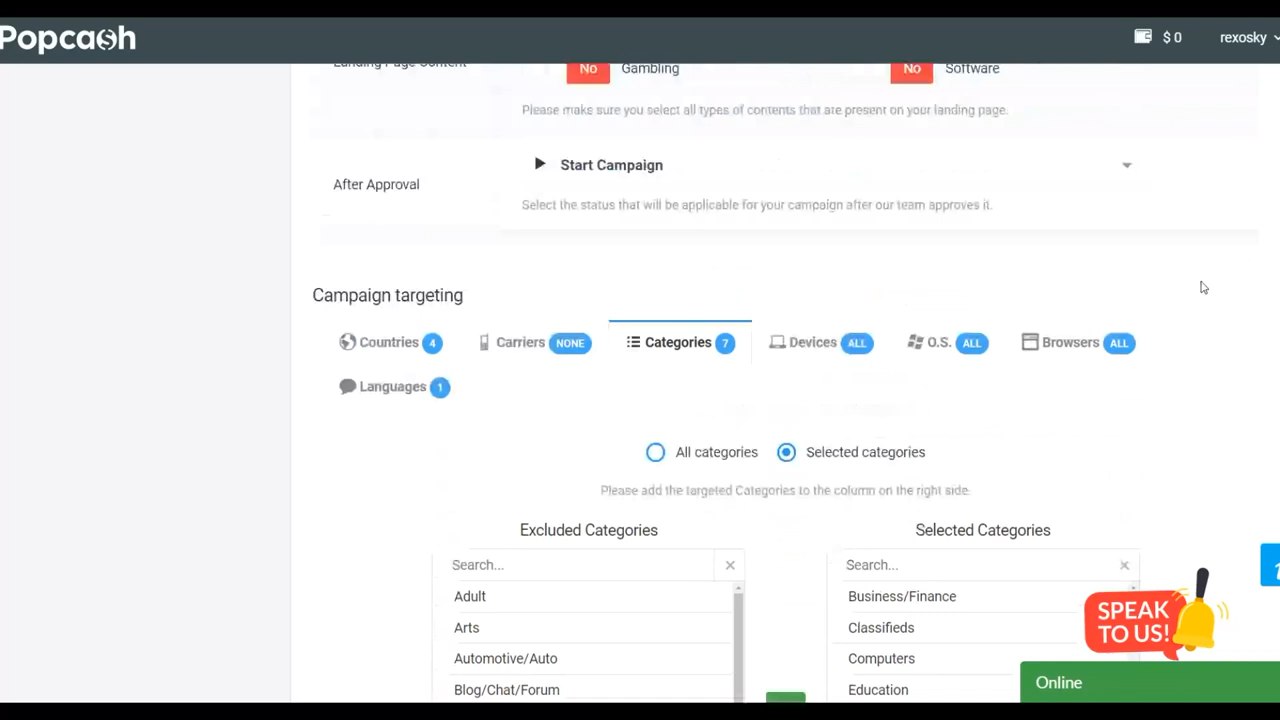 Popcash
$ 0
rexosky
Landing Page Content
No Gambling
No Software
Please make sure you select all types of contents that are present on your landing page.
Start Campaign
After Approval
Select the status that will be applicable for your campaign after our team approves it.
Campaign targeting
Countries 4
Carriers NONE
Categories 7
Devices ALL
O.S. ALL
Browsers ALL
Languages 1
All categories
Selected categories
Please add the targeted Categories to the column on the right side.
Excluded Categories
Selected Categories
Search...
Search...
Adult
Business/Finance
Arts
Classifieds
Automotive/Auto
Computers
Blog/Chat/Forum
Education
SPEAK
TO US!
Online